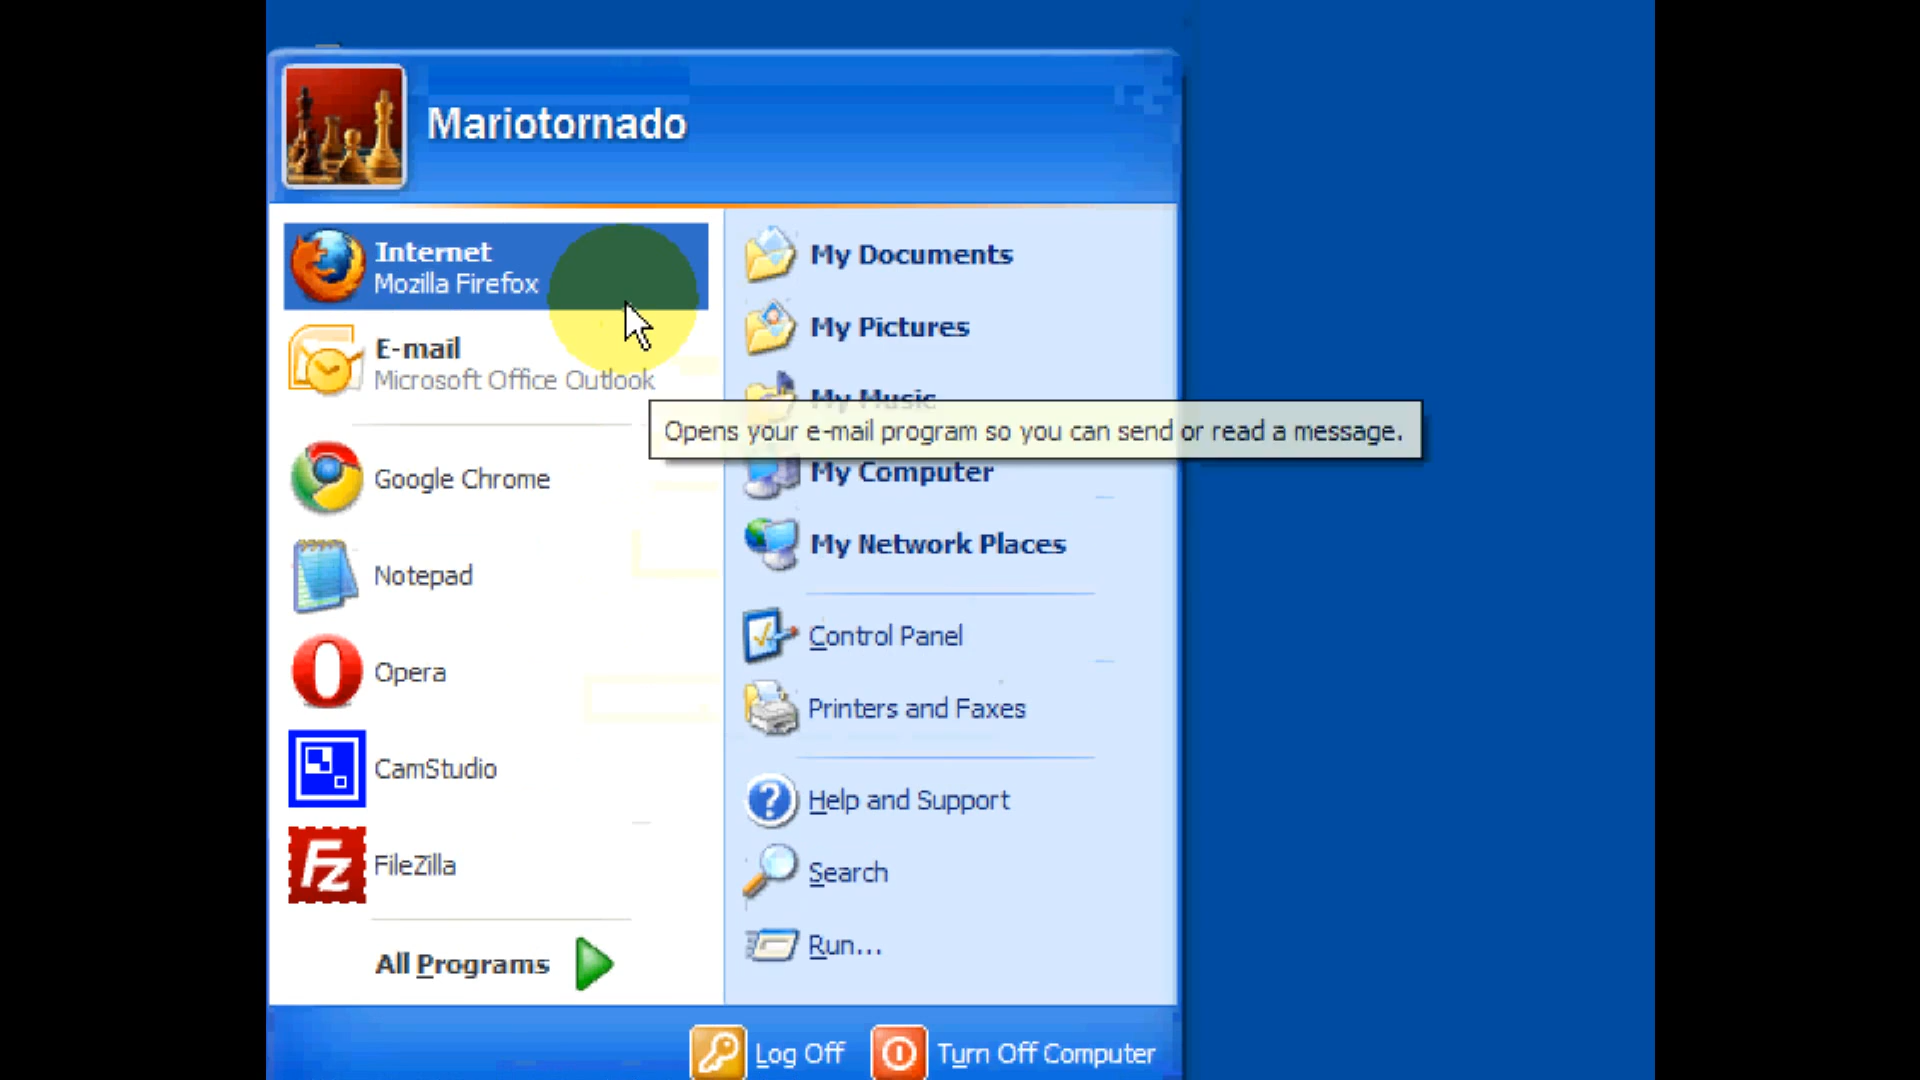 Mariotornado
Internet
Mozilla Firefox
E-mail
Microsoft Office Outlook
Google Chrome
Notepad
Opera
CamStudio
FileZilla
All Programs
My Documents
My Pictures
My Music
Opens your e-mail program so you can send or read a message.
My Computer
My Network Places
Control Panel
Printers and Faxes
Help and Support
Search
Run...
Log Off
Turn Off Computer